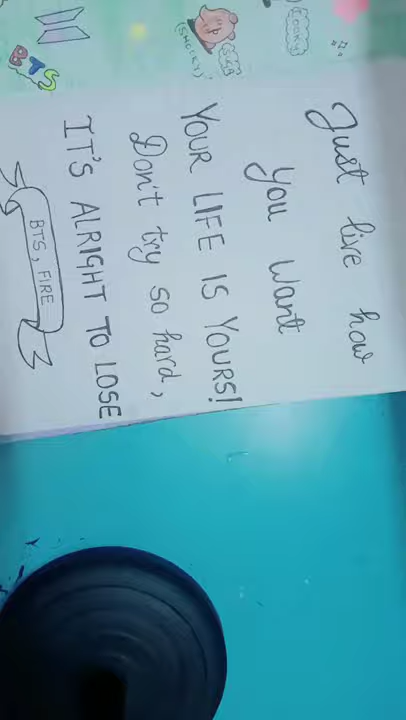 COOKY
SUGA
(SHOOKY)
BTS
Just live how
You Want
YOUR LIFE IS YOURS!
Don't try so hard,
IT'S ALRIGHT TO LOSE
BTS, FIRE